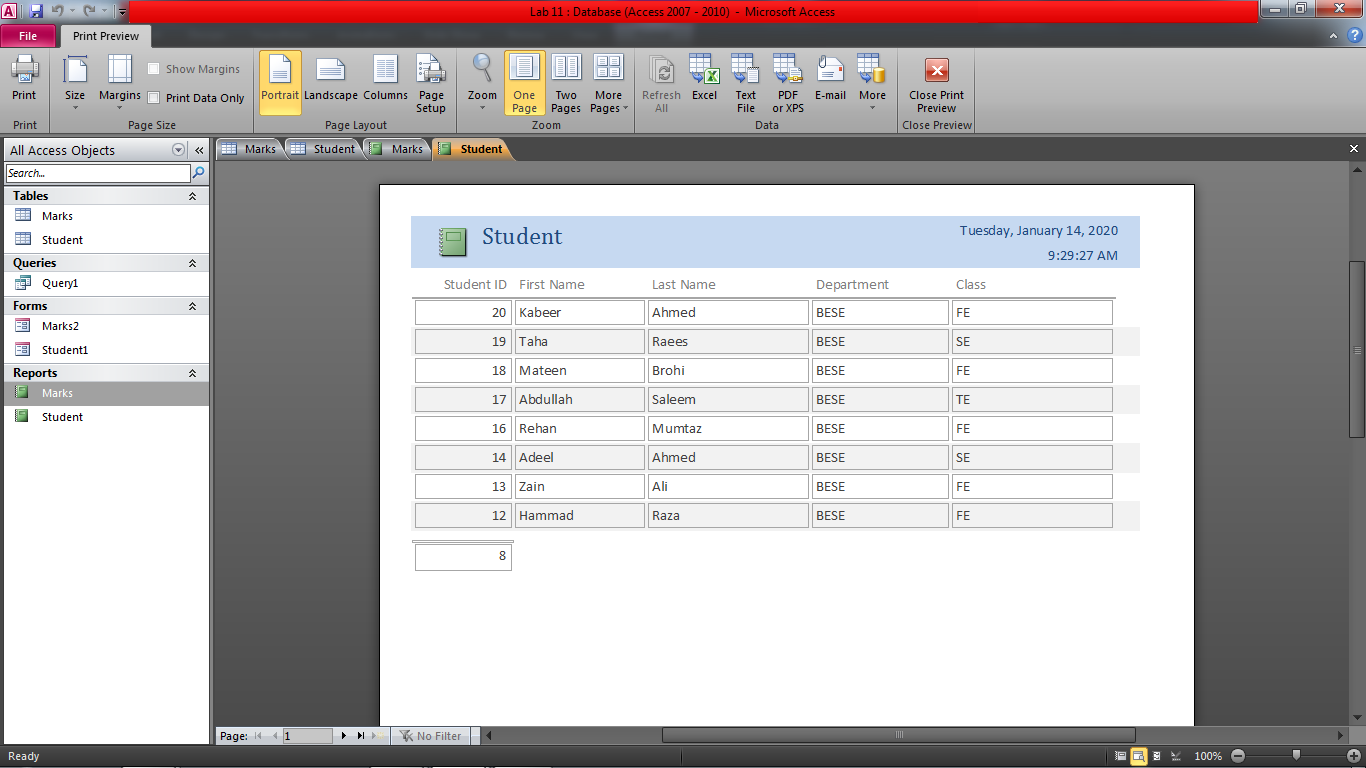 Lab 11 : Database (Access 2007 - 2010) - Microsoft Access
File Print Preview
Print
Size
Margins
Show Margins
Print Data Only
Portrait
Landscape
Columns
Page Setup
Zoom
One Page
Two Pages
More Pages
Refresh All
Excel
Text File
PDF or XPS
E-mail
More
Close Print Preview
Print Page Size Page Layout Zoom Data Close Preview
All Access Objects
Search...
Tables
Marks
Student
Queries
Query1
Forms
Marks2
Student1
Reports
Marks
Student
Marks Student Marks Student
Student
Tuesday, January 14, 2020
9:29:27 AM
Student ID First Name Last Name Department Class
20 Kabeer Ahmed BESE FE
19 Taha Raees BESE SE
18 Mateen Brohi BESE FE
17 Abdullah Saleem BESE TE
16 Rehan Mumtaz BESE FE
14 Adeel Ahmed BESE SE
13 Zain Ali BESE FE
12 Hammad Raza BESE FE
8
Page: 1 No Filter
Ready 100%